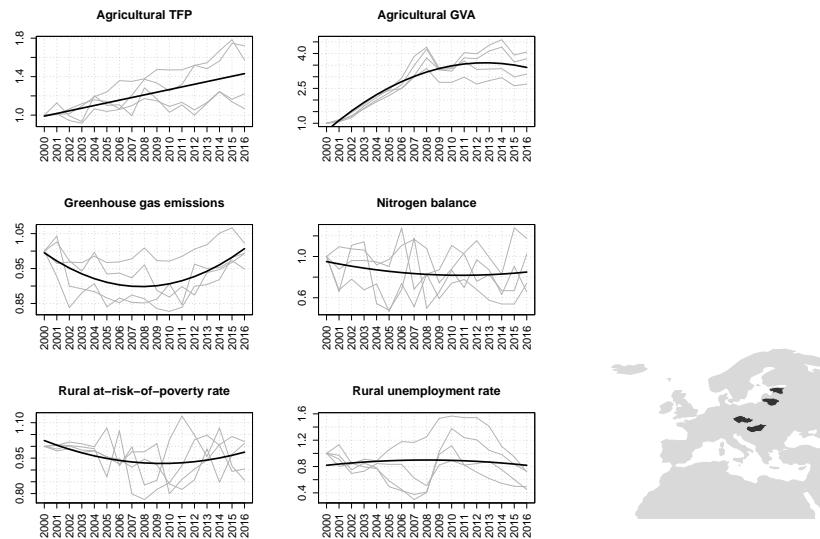 Agricultural TFP
1.0 1.4 1.8
2000 2001 2002 2003 2004 2005 2006 2007 2008 2009 2010 2011 2012 2013 2014 2015 2016
Agricultural GVA
1.0 2.5 4.0
2000 2001 2002 2003 2004 2005 2006 2007 2008 2009 2010 2011 2012 2013 2014 2015 2016
Greenhouse gas emissions
0.85 0.95 1.05
2000 2001 2002 2003 2004 2005 2006 2007 2008 2009 2010 2011 2012 2013 2014 2015 2016
Nitrogen balance
0.6 1.0
2000 2001 2002 2003 2004 2005 2006 2007 2008 2009 2010 2011 2012 2013 2014 2015 2016
Rural at−risk−of−poverty rate
0.80 0.95 1.10
2000 2001 2002 2003 2004 2005 2006 2007 2008 2009 2010 2011 2012 2013 2014 2015 2016
Rural unemployment rate
0.4 0.8 1.2 1.6
2000 2001 2002 2003 2004 2005 2006 2007 2008 2009 2010 2011 2012 2013 2014 2015 2016